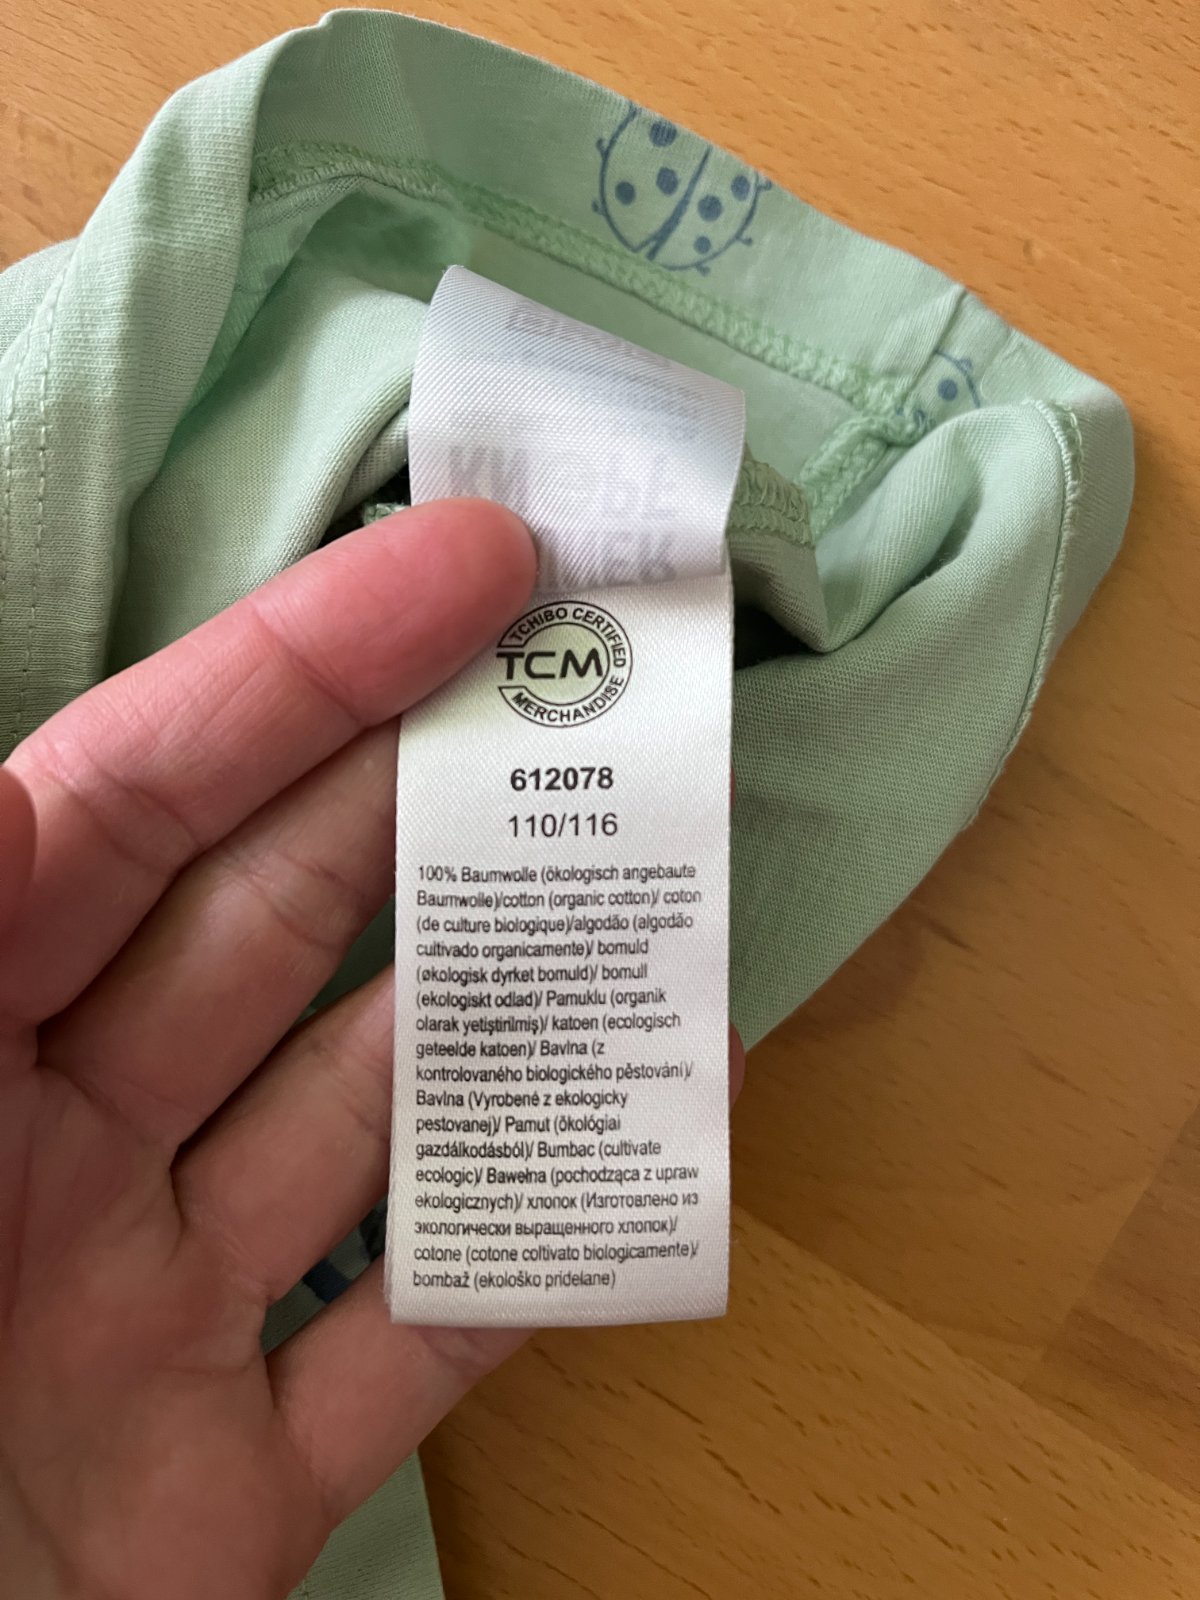 TCHIBO CERTIFIED
TCM
MERCHANDISE
612078
110/116
100% Baumwolle (ökologisch angebaute
Baumwolle)/cotton (organic cotton)/ coton
(de culture biologique)/algodão (algodão
cultivado organicamente)/ bomuld
(økologisk dyrket bomuld)/ bomull
(ekologiskt odlad)/ Pamuklu (organik
olarak yetiştirilmiş)/ katoen (ecologisch
geteelde katoen)/ Bavlna (z
kontrolovaného biologického pěstování)/
Bavlna (Vyrobené z ekologicky
pestovanej)/ Pamut (ökológiai
gazdálkodásból)/ Bumbac (cultivate
ecologic)/ Bawełna (pochodząca z upraw
ekologicznych)/ хлопок (Изготовлено из
экологически выращенного хлопок)/
cotone (cotone coltivato biologicamente)/
bombaž (ekološko pridelane)